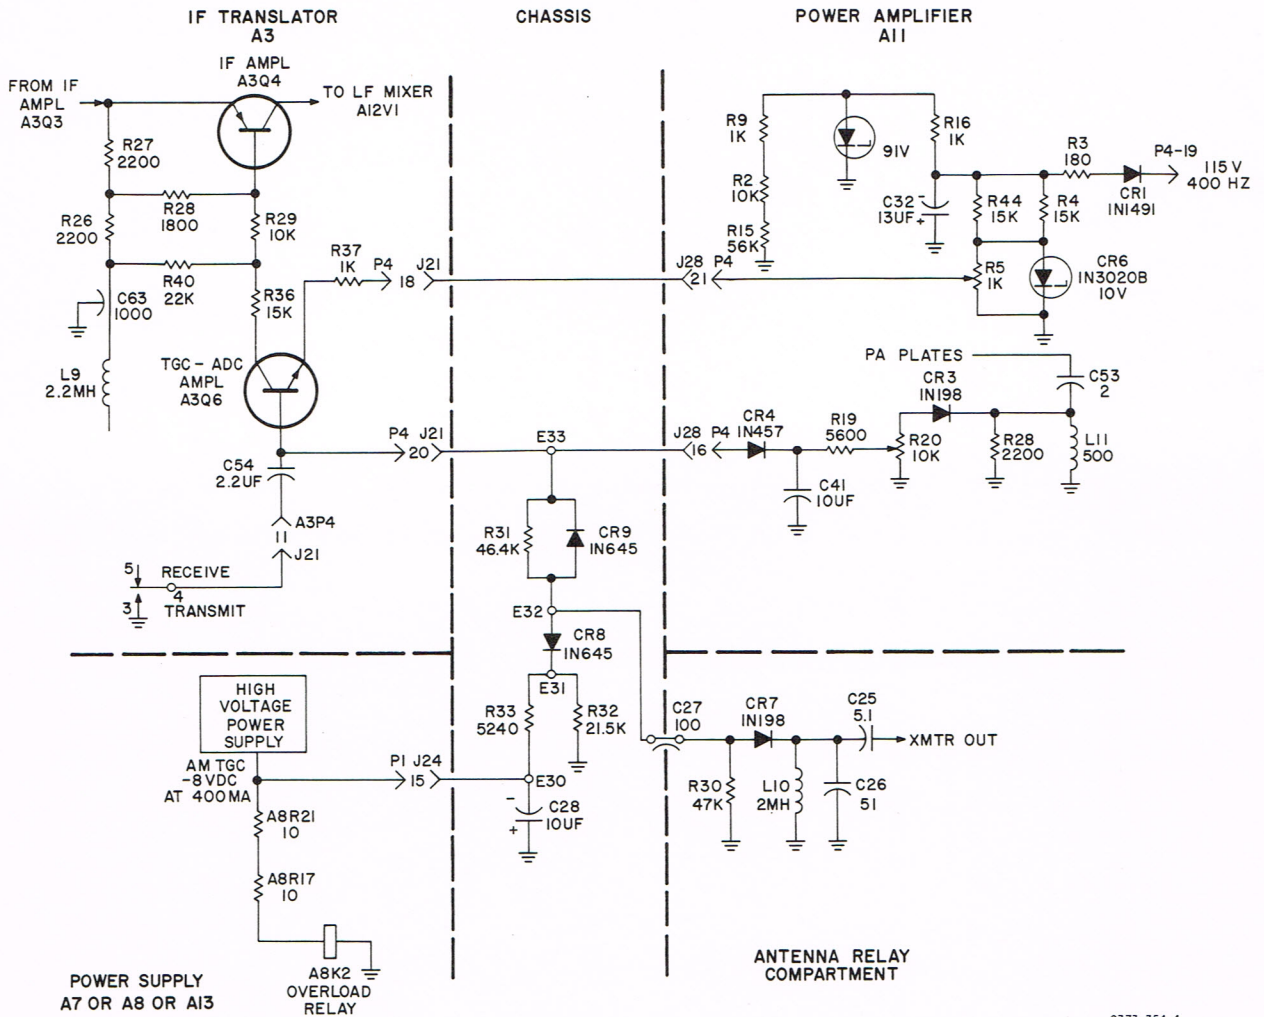 IF TRANSLATOR
A3
CHASSIS
POWER AMPLIFIER
A11
IF AMPL
A3Q4
FROM IF
AMPL
A3Q3
TO LF MIXER
A12V1
R27
2200
R28
1800
R26
2200
R29
10K
R40
22K
C63
1000
R36
15K
R37
1K
P4
18
J21
L9
2.2MH
TGC-ADC
AMPL
A3Q6
P4
20
J21
C54
2.2UF
A3P4
11
J21
5
RECEIVE
4
3
TRANSMIT
R9
1K
91V
R16
1K
R2
10K
R15
56K
C32
13UF
-
+
R44
15K
R4
15K
R3
180
CR1
IN1491
P4-19
115 V
400 HZ
J28
21
P4
R5
1K
CR6
IN3020B
10V
PA PLATES
C53
2
CR3
IN198
J28
16
P4
CR4
IN457
R19
5600
R20
10K
R28
2200
L11
500
C41
10UF
E33
R31
46.4K
CR9
IN645
E32
CR8
IN645
E31
R33
5240
R32
21.5K
HIGH
VOLTAGE
POWER
SUPPLY
AM TGC
-8VDC
AT 400MA
P1
15
J24
E30
-
+
C28
10UF
A8R21
10
A8R17
10
A8K2
OVERLOAD
RELAY
POWER SUPPLY
A7 OR A8 OR A13
C27
100
CR7
IN198
C25
5.1
XMTR OUT
R30
47K
L10
2MH
C26
51
ANTENNA RELAY
COMPARTMENT